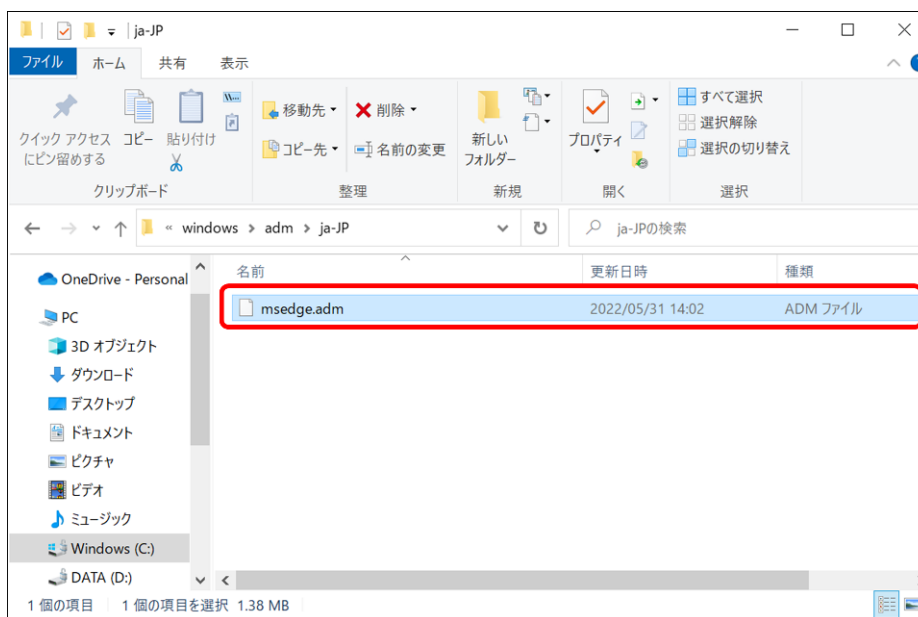 ja-JP
ファイル ホーム 共有 表示
クイック アクセス
にピン留めする
コピー
貼り付け
移動先
コピー先
削除
名前の変更
新しい
フォルダー
プロパティ
すべて選択
選択解除
選択の切り替え
クリップボード 整理 新規 開く 選択
« windows > adm > ja-JP
ja-JPの検索
名前 更新日時 種類
msedge.adm 2022/05/31 14:02 ADM ファイル
OneDrive - Personal
PC
3D オブジェクト
ダウンロード
デスクトップ
ドキュメント
ピクチャ
ビデオ
ミュージック
Windows (C:)
DATA (D:)
1 個の項目 1 個の項目を選択 1.38 MB